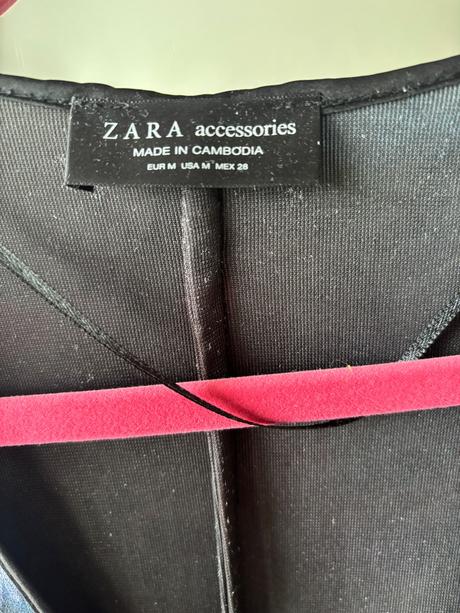 ZARA accessories
MADE IN CAMBODIA
EUR M USA M MEX 28